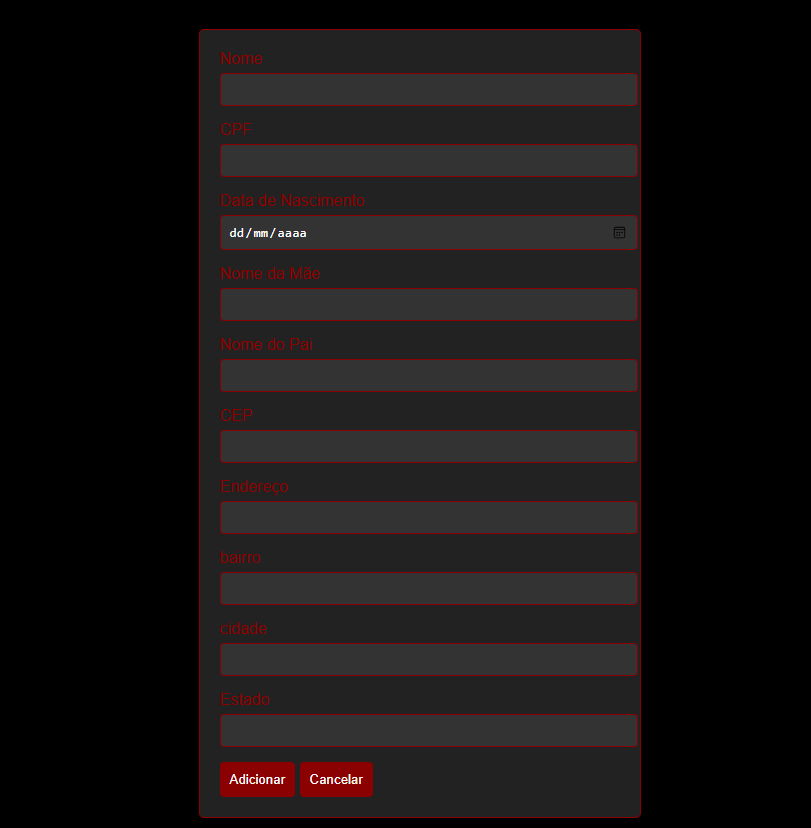 Nome
CPF
Data de Nascimento
dd/mm/aaaa
Nome da Mãe
Nome do Pai
CEP
Endereço
bairro
cidade
Estado
Adicionar Cancelar